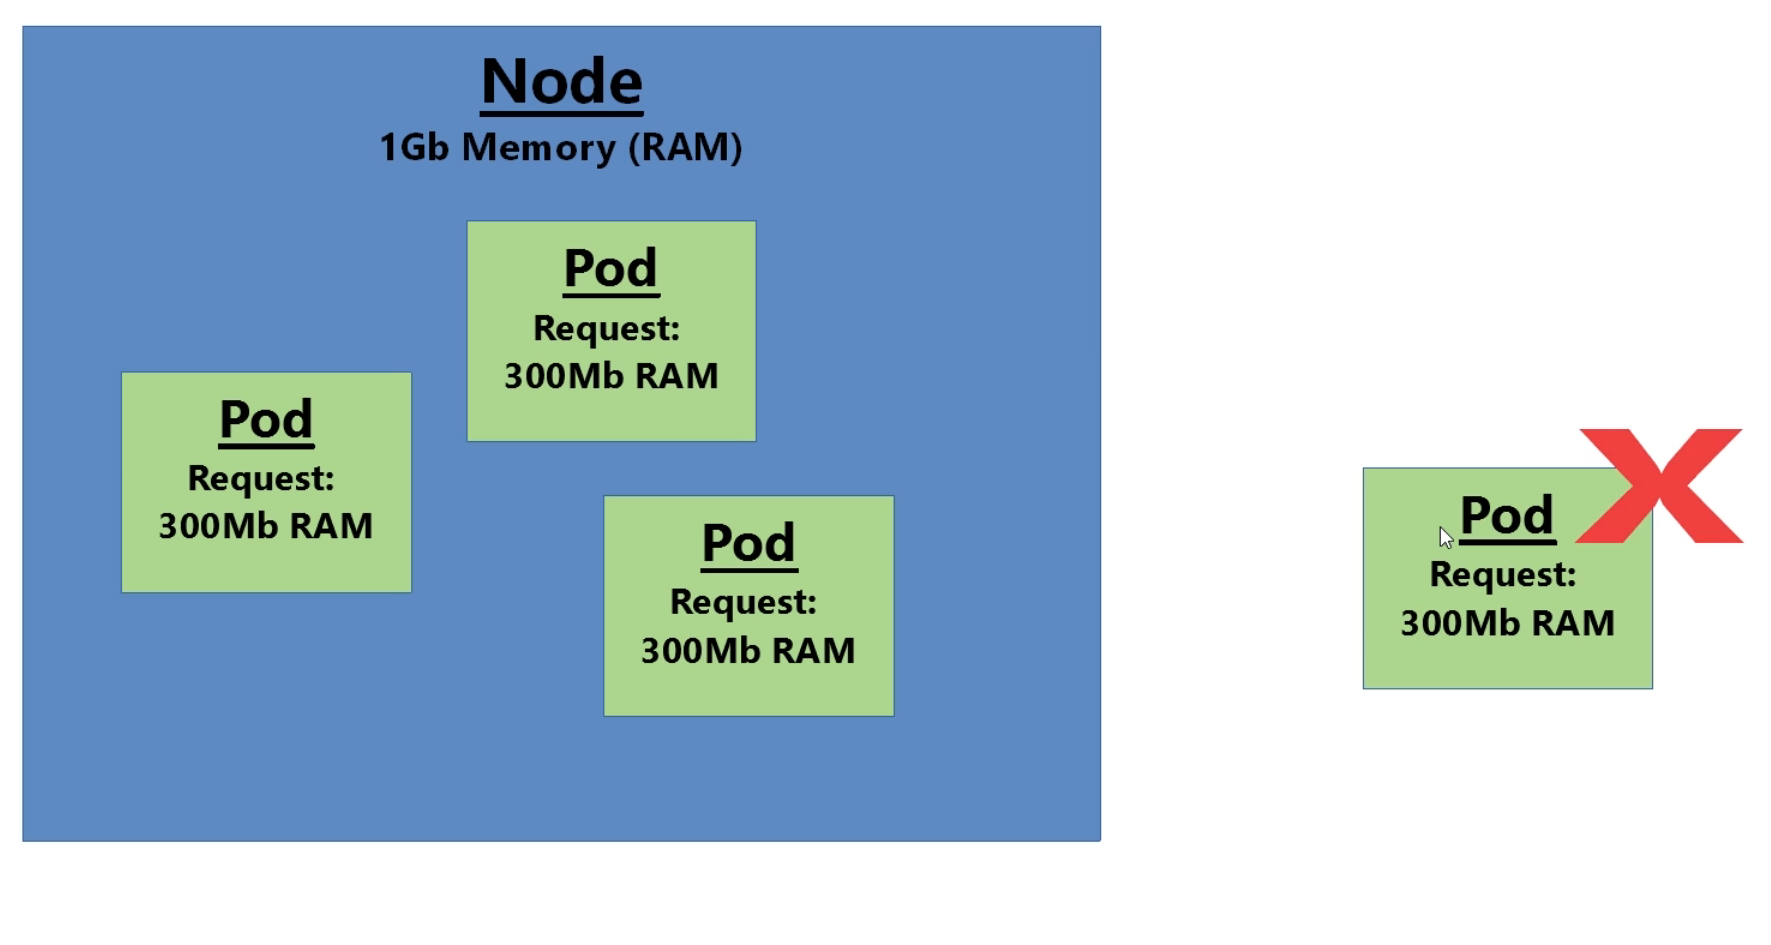 Node
1Gb Memory (RAM)
Pod
Request:
300Mb RAM
Pod
Request:
300Mb RAM
Pod
Request:
300Mb RAM
Pod
Request:
300Mb RAM